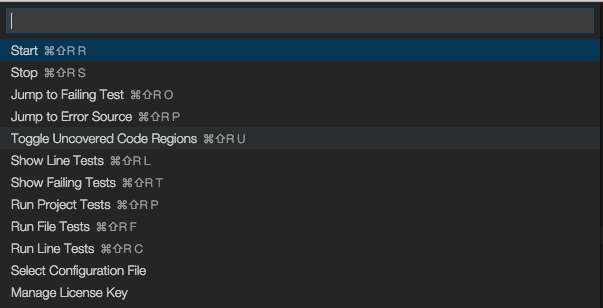 Start ⌘⇧R R
Stop ⌘⇧R S
Jump to Failing Test ⌘⇧R O
Jump to Error Source ⌘⇧R P
Toggle Uncovered Code Regions ⌘⇧R U
Show Line Tests ⌘⇧R L
Show Failing Tests ⌘⇧R T
Run Project Tests ⌘⇧R P
Run File Tests ⌘⇧R F
Run Line Tests ⌘⇧R C
Select Configuration File
Manage License Key